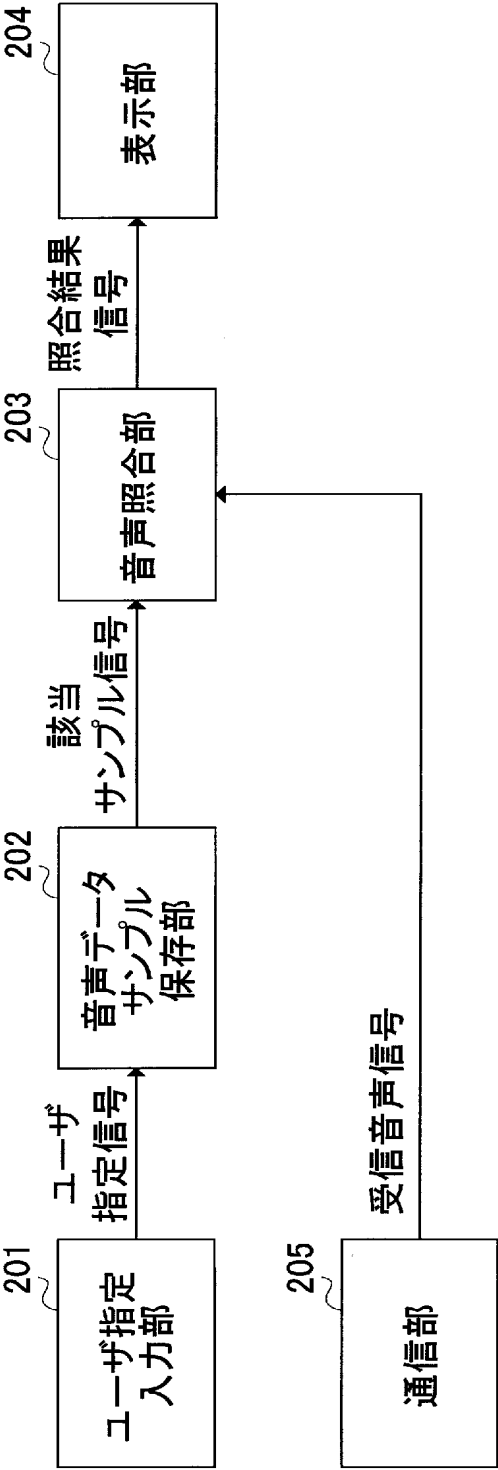 201
ユーザ指定
入力部
ユーザ
指定信号
202
音声データ
サンプル
保存部
該当
サンプル信号
203
音声照合部
照合結果
信号
204
表示部
205
通信部
受信音声信号